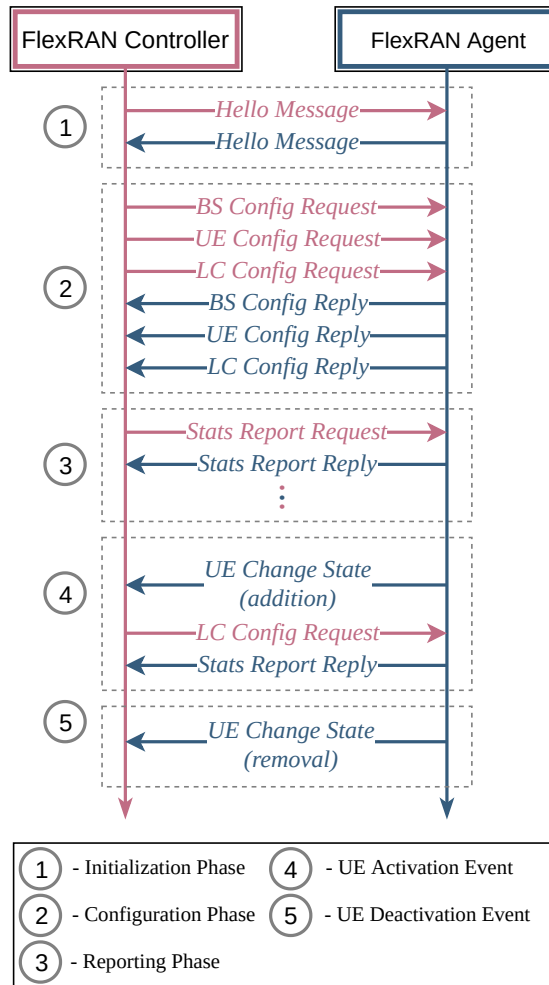 FlexRAN Controller
FlexRAN Agent
1
Hello Message
Hello Message
2
BS Config Request
UE Config Request
LC Config Request
BS Config Reply
UE Config Reply
LC Config Reply
3
Stats Report Request
Stats Report Reply
4
UE Change State
(addition)
LC Config Request
Stats Report Reply
5
UE Change State
(removal)
1 - Initialization Phase
2 - Configuration Phase
3 - Reporting Phase
4 - UE Activation Event
5 - UE Deactivation Event